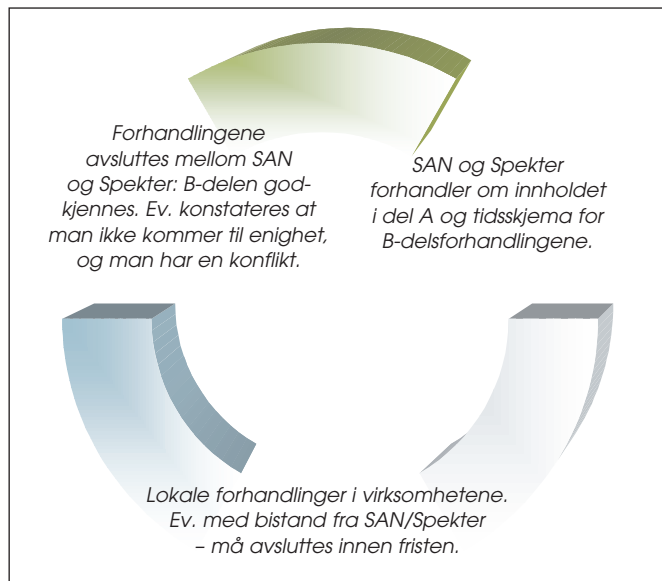 Forhandlingene
avsluttes mellom SAN
og Spekter: B-delen god-
kjennes. Ev. konstateres at
man ikke kommer til enighet,
og man har en konflikt.
SAN og Spekter
forhandler om innholdet
i del A og tidsskjema for
B-delsforhandlingene.
Lokale forhandlinger i virksomhetene.
Ev. med bistand fra SAN/Spekter
– må avsluttes innen fristen.